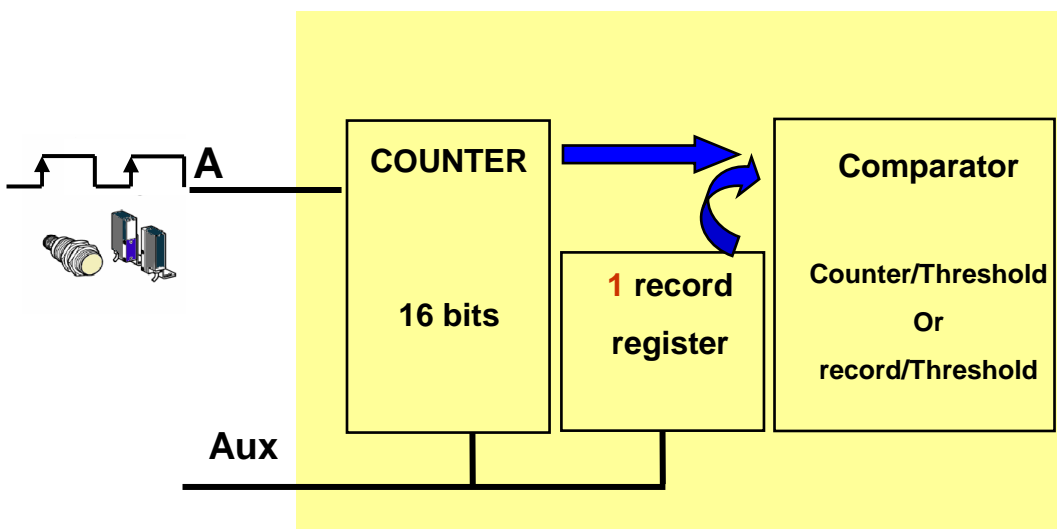 A
COUNTER
16 bits
1 record
register
Comparator
Counter/Threshold
Or
record/Threshold
Aux